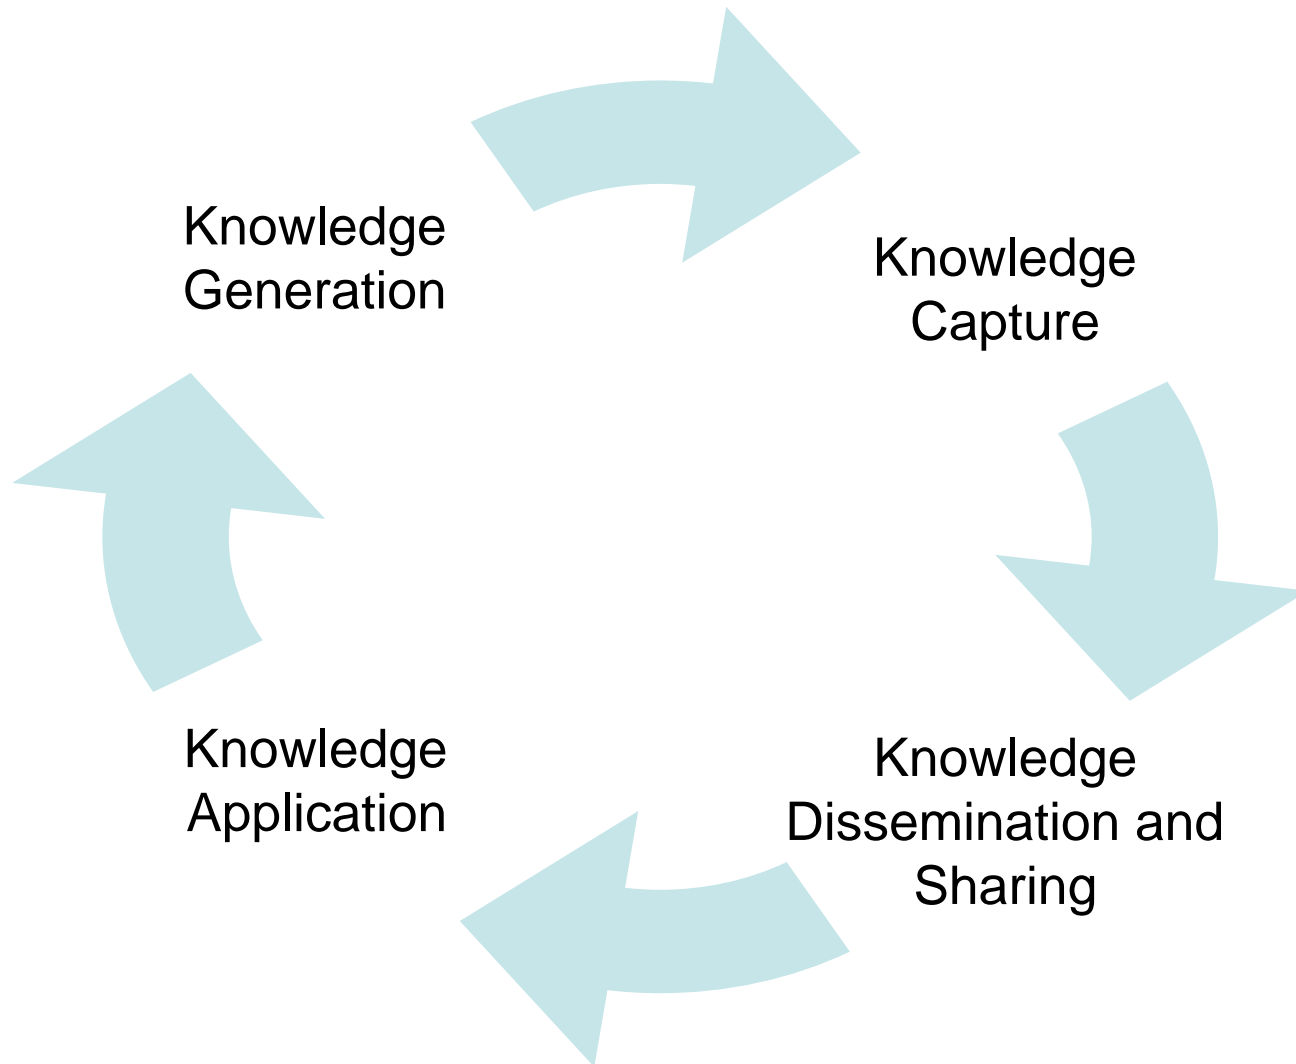 Knowledge
Generation
Knowledge
Capture
Knowledge
Dissemination and
Sharing
Knowledge
Application